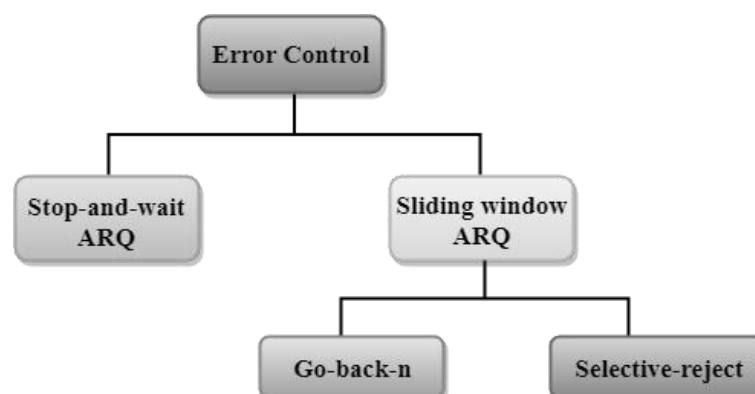 Error Control
Stop-and-wait
ARQ
Sliding window
ARQ
Go-back-n
Selective-reject